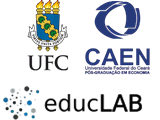 UFC
CAEN
Universidade Federal do Ceará
PÓS-GRADUAÇÃO EM ECONOMIA
educLAB